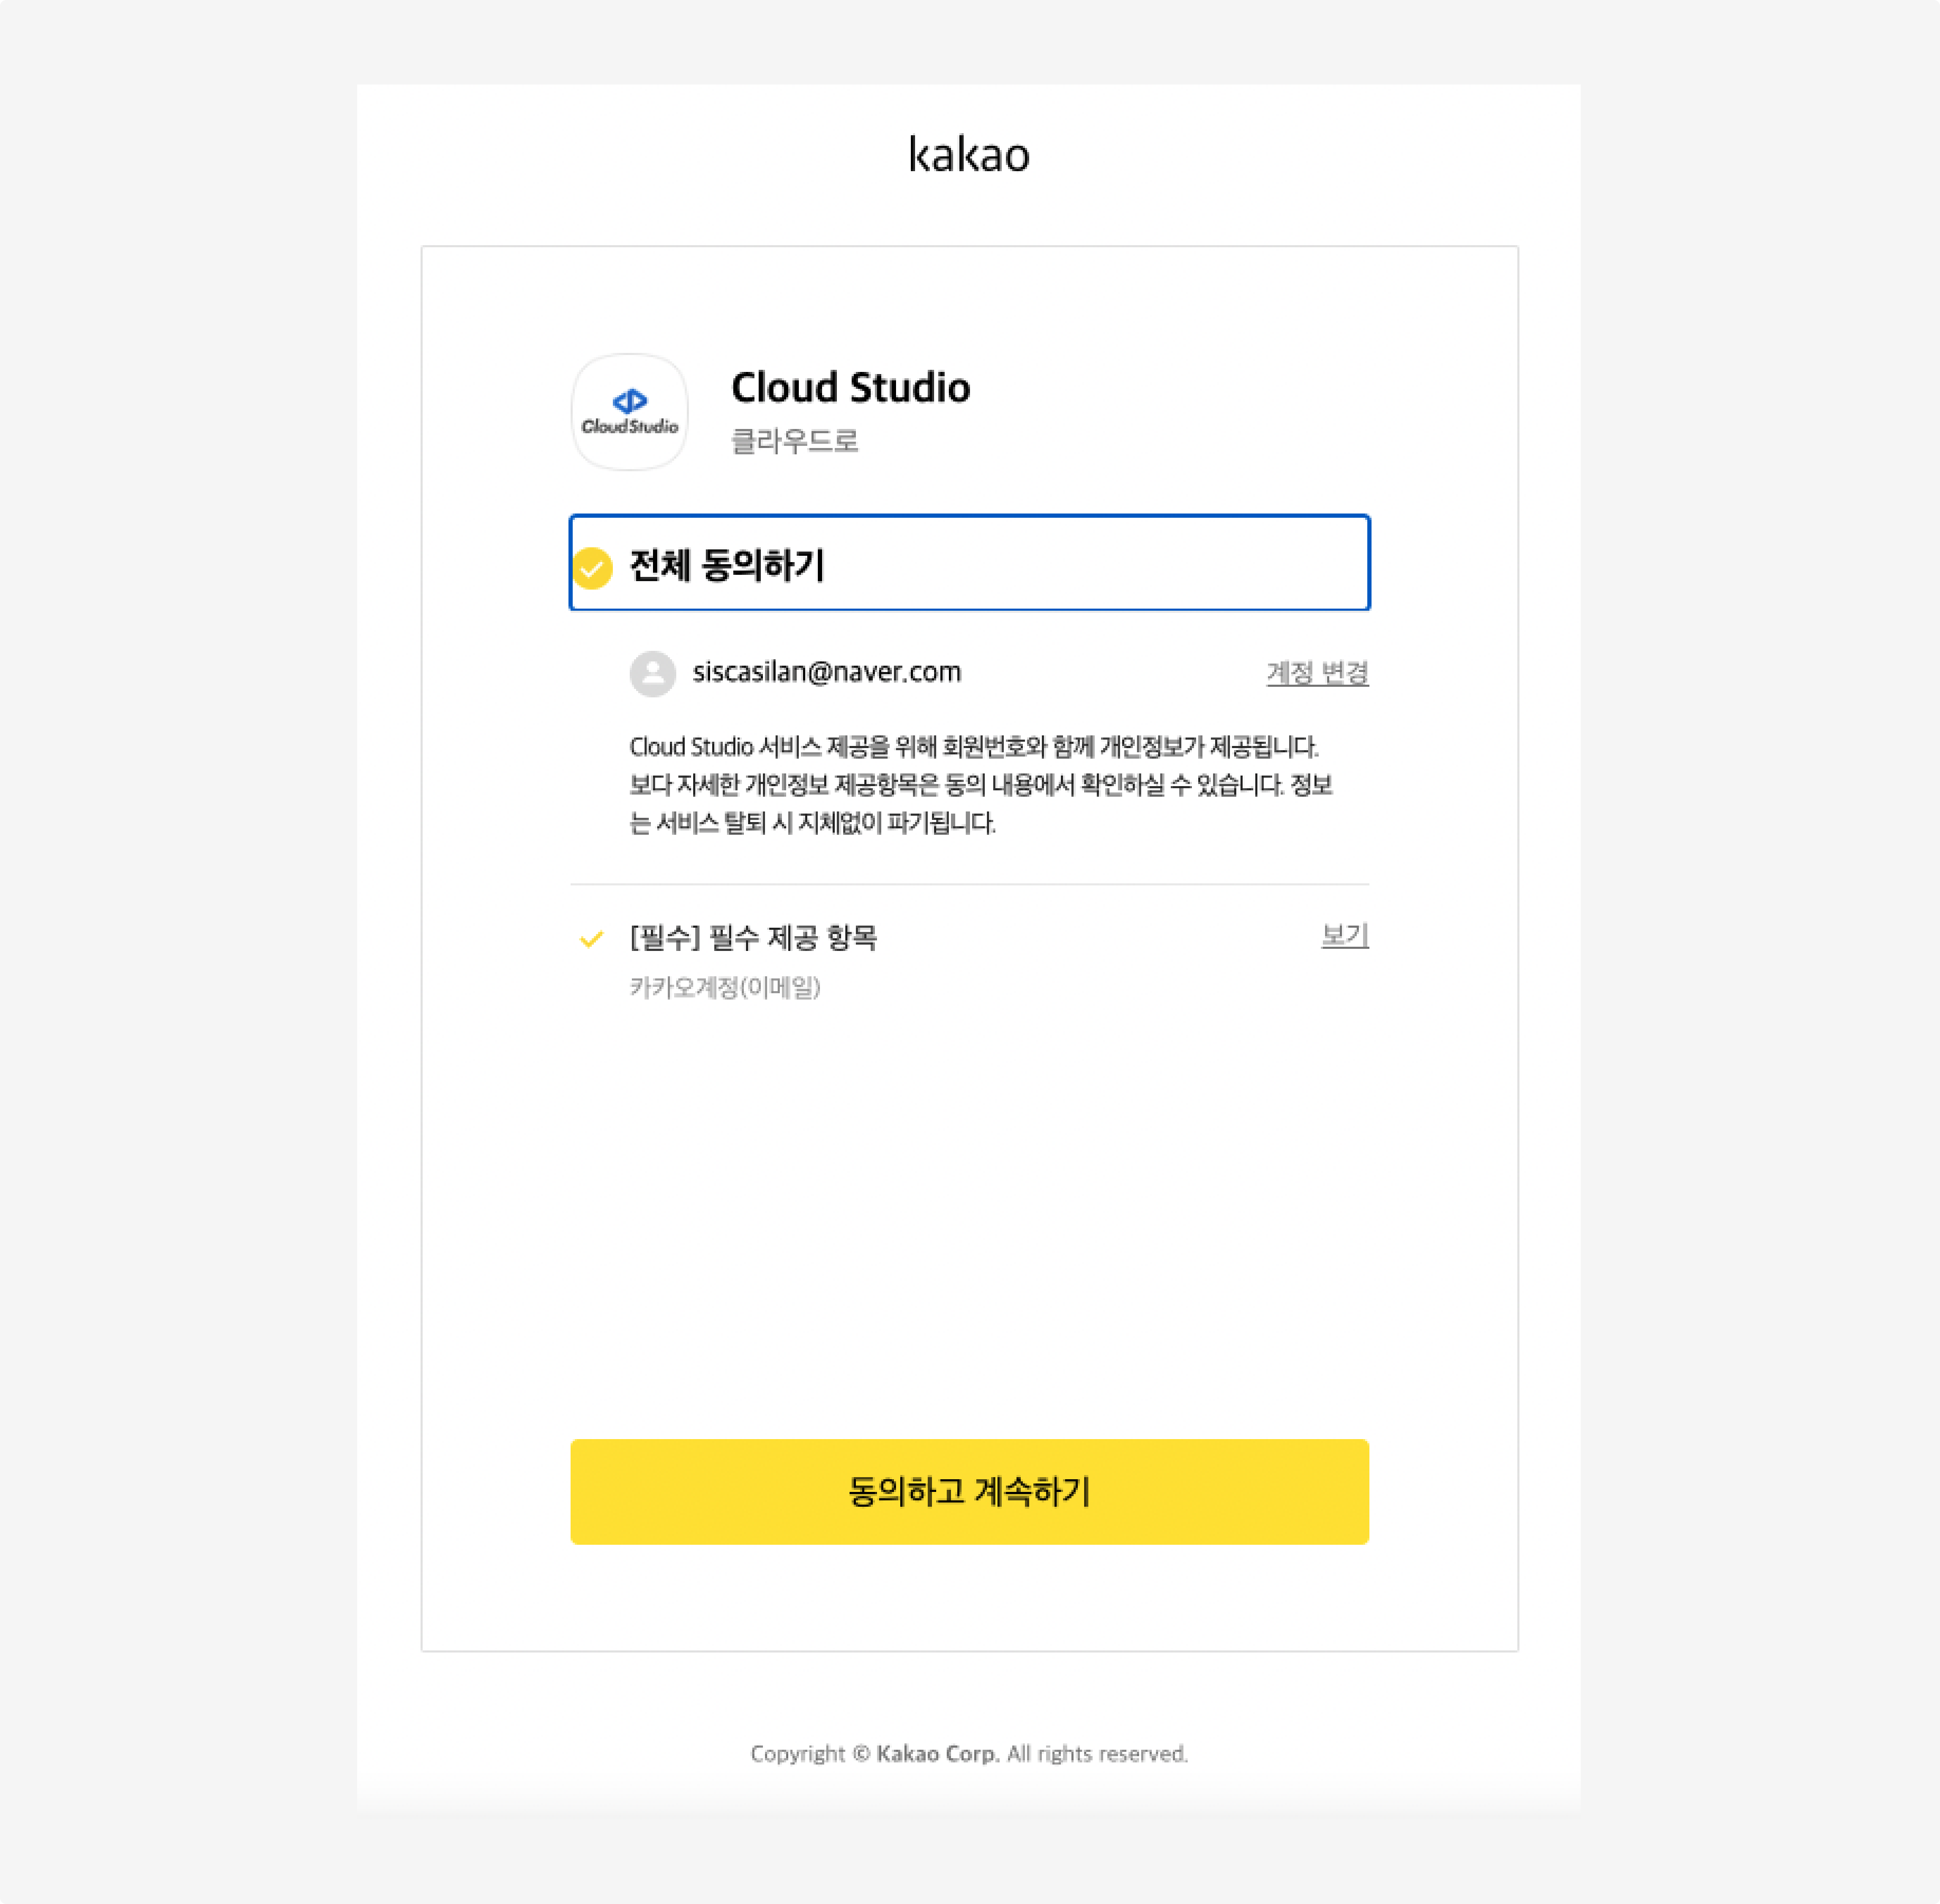 kakao
Cloud Studio
CloudStudio
클라우드로
전체 동의하기
siscasilan@naver.com
계정 변경
Cloud Studio 서비스 제공을 위해 회원번호와 함께 개인정보가 제공됩니다.
보다 자세한 개인정보 제공항목은 동의 내용에서 확인하실 수 있습니다. 정보
는 서비스 탈퇴 시 지체없이 파기됩니다.
[필수] 필수 제공 항목
보기
카카오계정(이메일)
동의하고 계속하기
Copyright © Kakao Corp. All rights reserved.